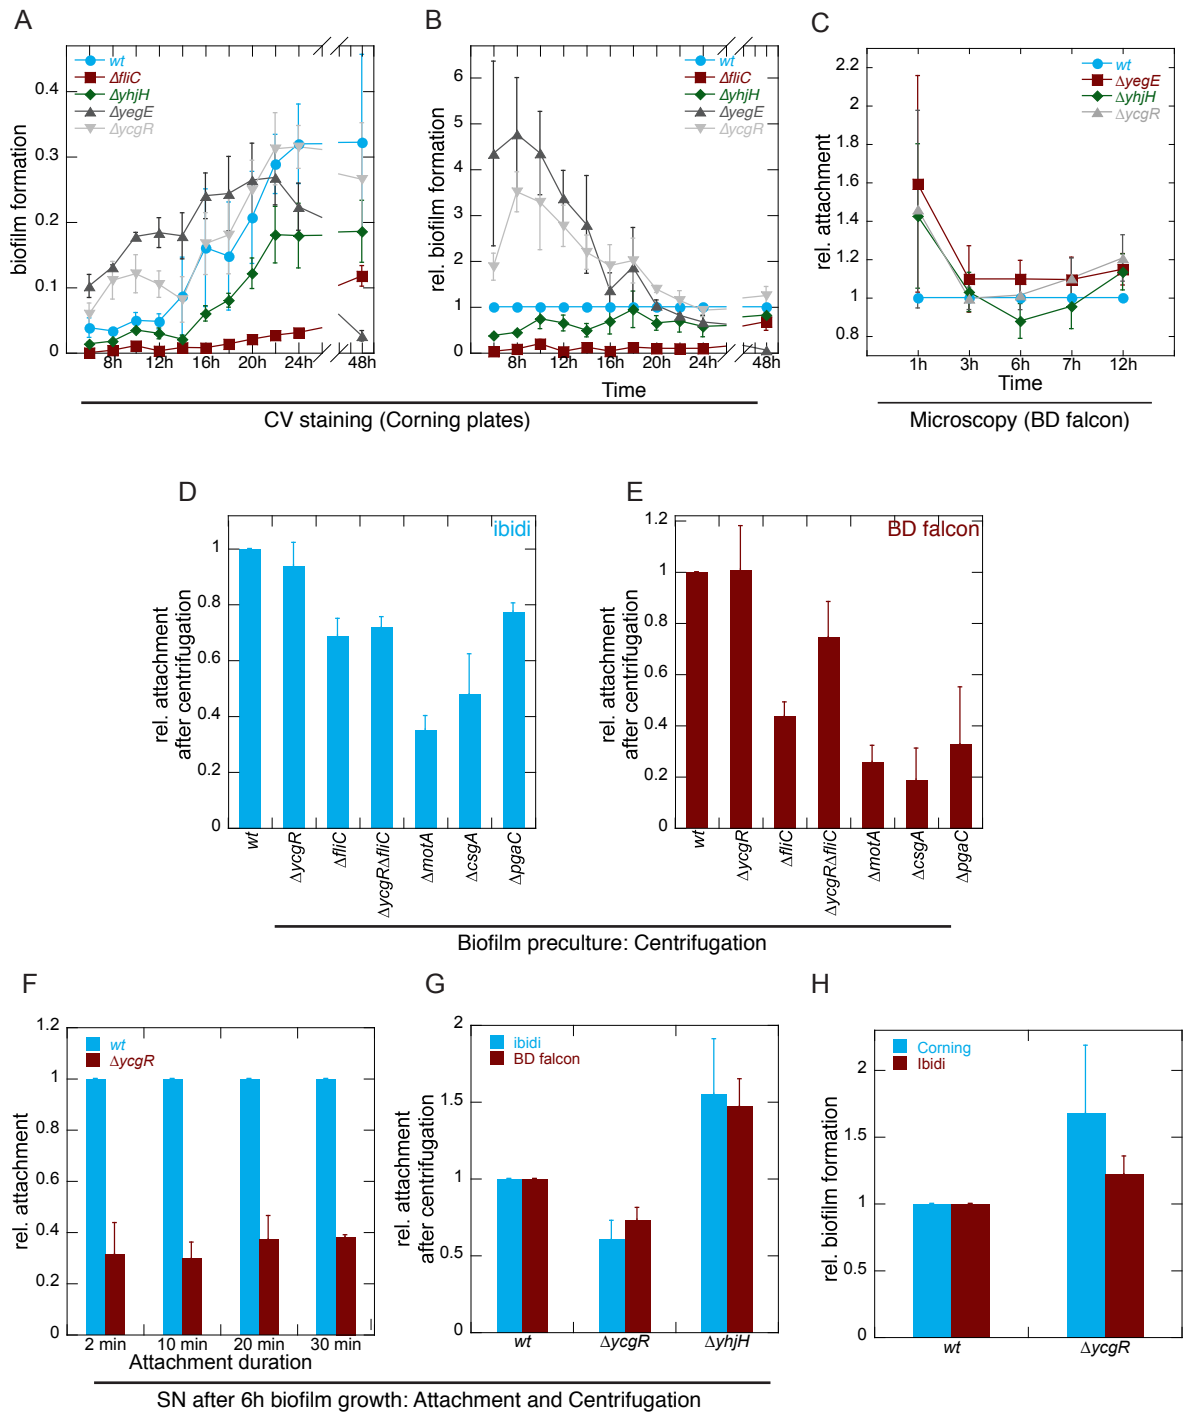 A
B
C
biofilm formation
0.4
0.3
0.2
0.1
0
wt
ΔfliC
ΔyhjH
ΔyegE
ΔycgR
8h 12h 16h 20h 24h 48h
rel. biofilm formation
6
5
4
3
2
1
0
wt
ΔfliC
ΔyhjH
ΔyegE
ΔycgR
8h 12h 16h 20h 24h 48h
Time
CV staining (Corning plates)
rel. attachment
2.2
2
1.8
1.6
1.4
1.2
1
0.8
wt
ΔyegE
ΔyhjH
ΔycgR
1h 3h 6h 7h 12h
Time
Microscopy (BD falcon)
D
E
rel. attachment
after centrifugation
1
0.8
0.6
0.4
0.2
0
ibidi
wt
ΔycgR
ΔfliC
ΔycgRΔfliC
ΔmotA
ΔcsgA
ΔpgaC
rel. attachment
after centrifugation
1.2
1
0.8
0.6
0.4
0.2
0
BD falcon
wt
ΔycgR
ΔfliC
ΔycgRΔfliC
ΔmotA
ΔcsgA
ΔpgaC
Biofilm preculture: Centrifugation
F
G
H
rel. attachment
1.2
1
0.8
0.6
0.4
0.2
0
wt
ΔycgR
2 min 10 min 20 min 30 min
Attachment duration
rel. attachment
after centrifugation
2
1.5
1
0.5
0
ibidi
BD falcon
wt ΔycgR ΔyhjH
SN after 6h biofilm growth: Attachment and Centrifugation
rel. biofilm formation
2
1.5
1
0.5
0
Corning
Ibidi
wt ΔycgR